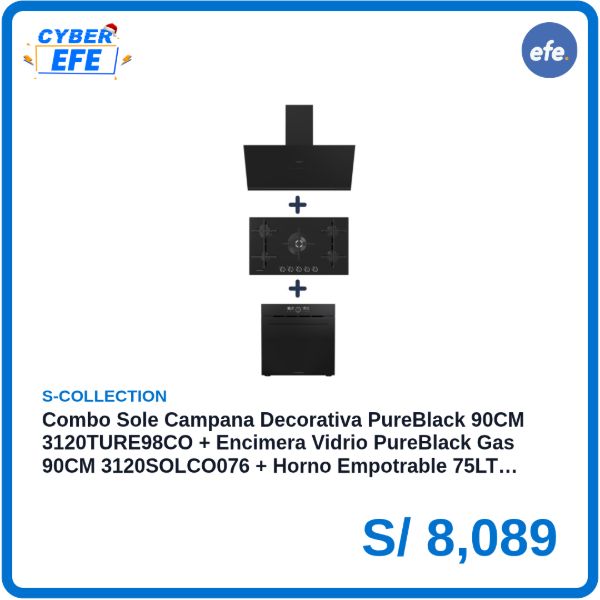 CYBER
EFE
efe.
S-COLLECTION
Combo Sole Campana Decorativa PureBlack 90CM
3120TURE98CO + Encimera Vidrio PureBlack Gas
90CM 3120SOLCO076 + Horno Empotrable 75LT...
S/ 8,089